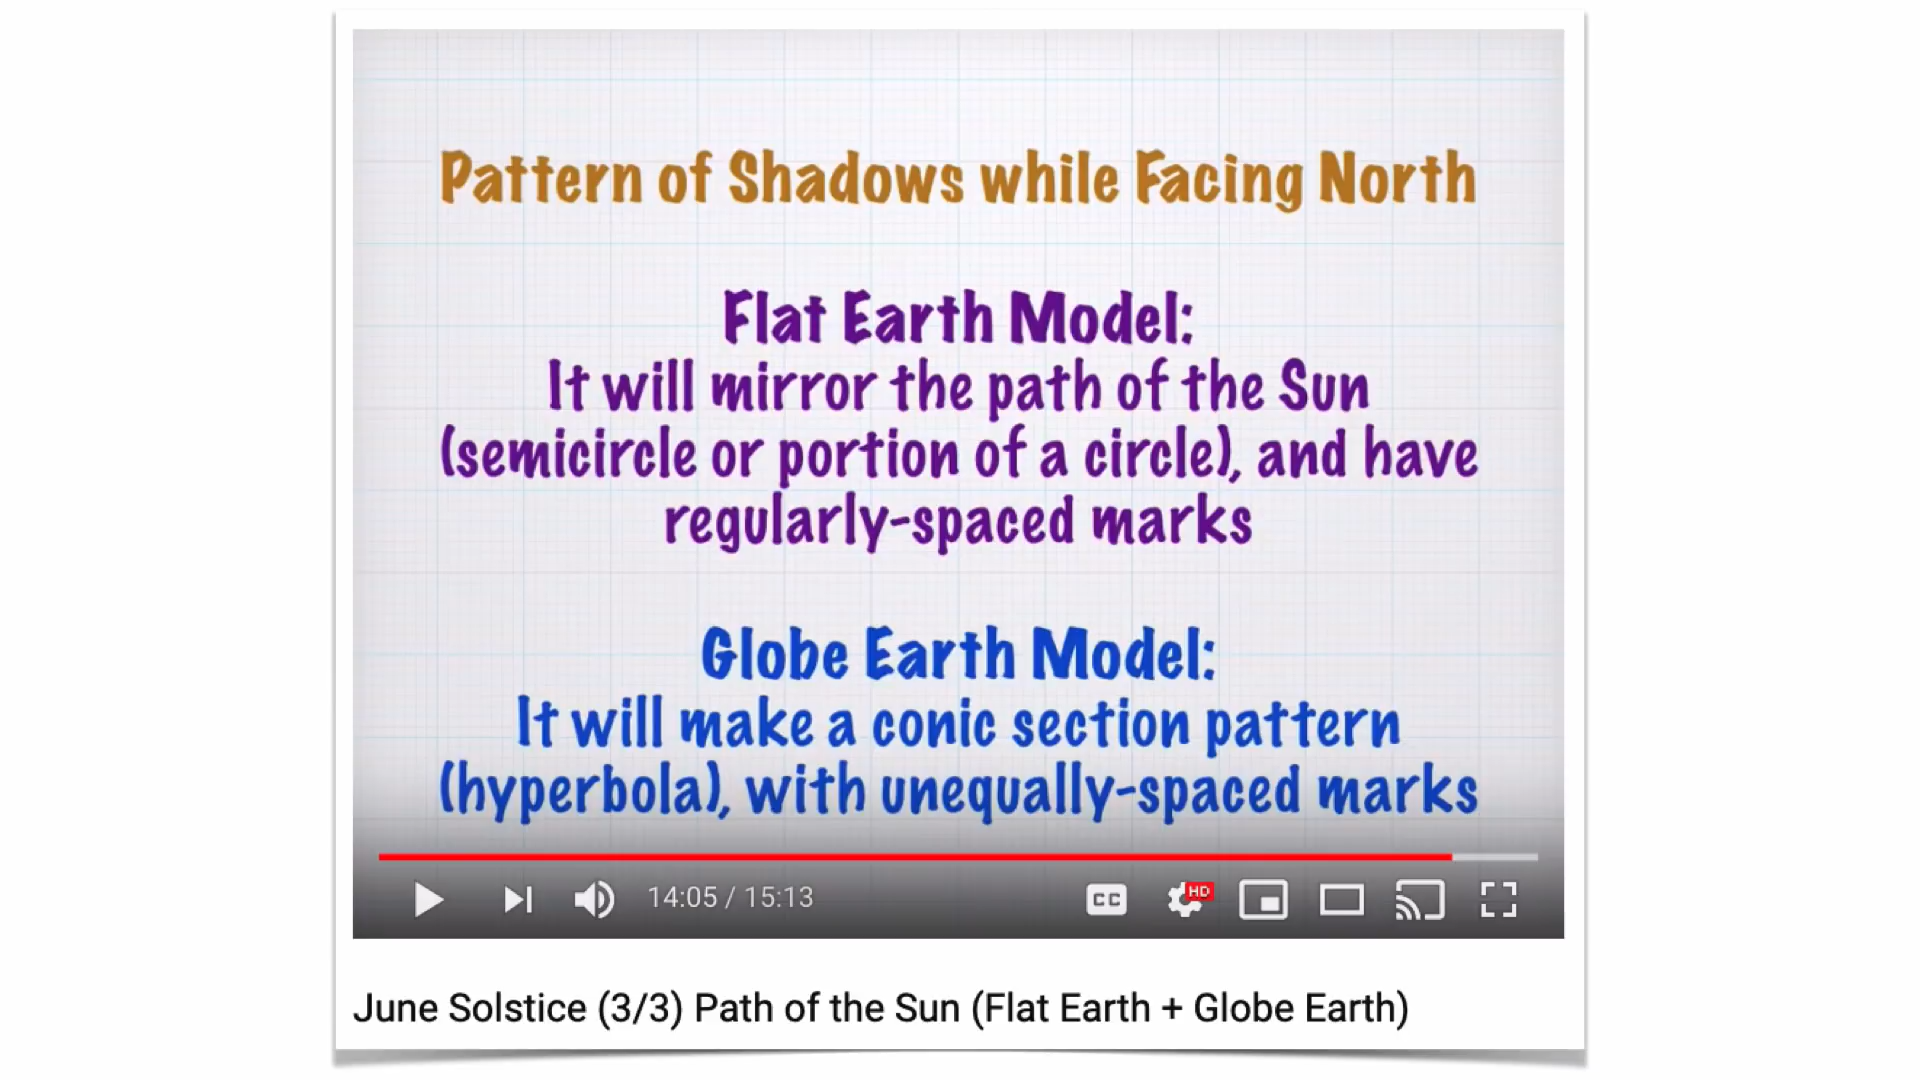 Pattern of Shadows while Facing North
Flat Earth Model:
It will mirror the path of the Sun
(semicircle or portion of a circle), and have
regularly-spaced marks
Globe Earth Model:
It will make a conic section pattern
(hyperbola), with unequally-spaced marks
14:05 / 15:13
CC
HD
June Solstice (3/3) Path of the Sun (Flat Earth + Globe Earth)